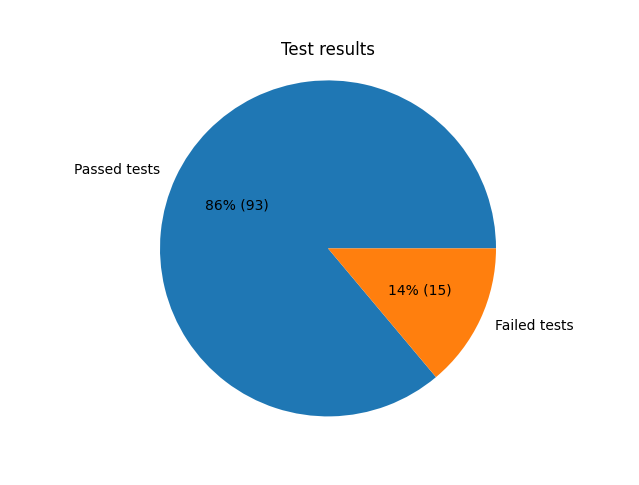 Test results
Passed tests
86% (93)
14% (15)
Failed tests